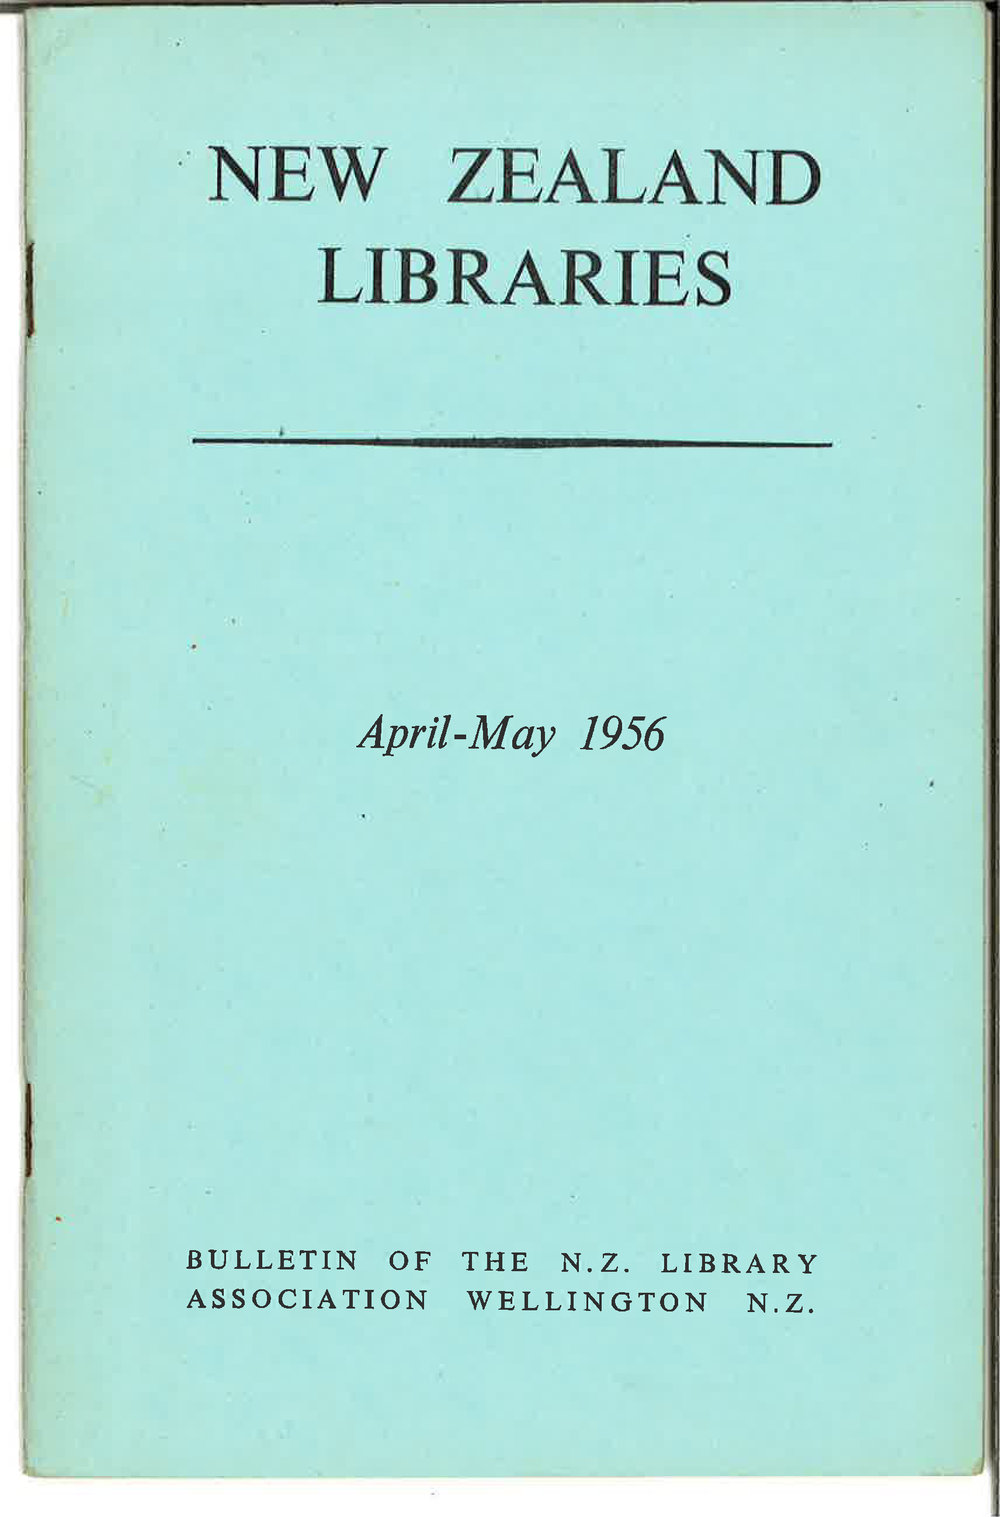 NEW ZEALAND
LIBRARIES
April-May 1956
BULLETIN OF THE N.Z. LIBRARY
ASSOCIATION WELLINGTON N.Z.